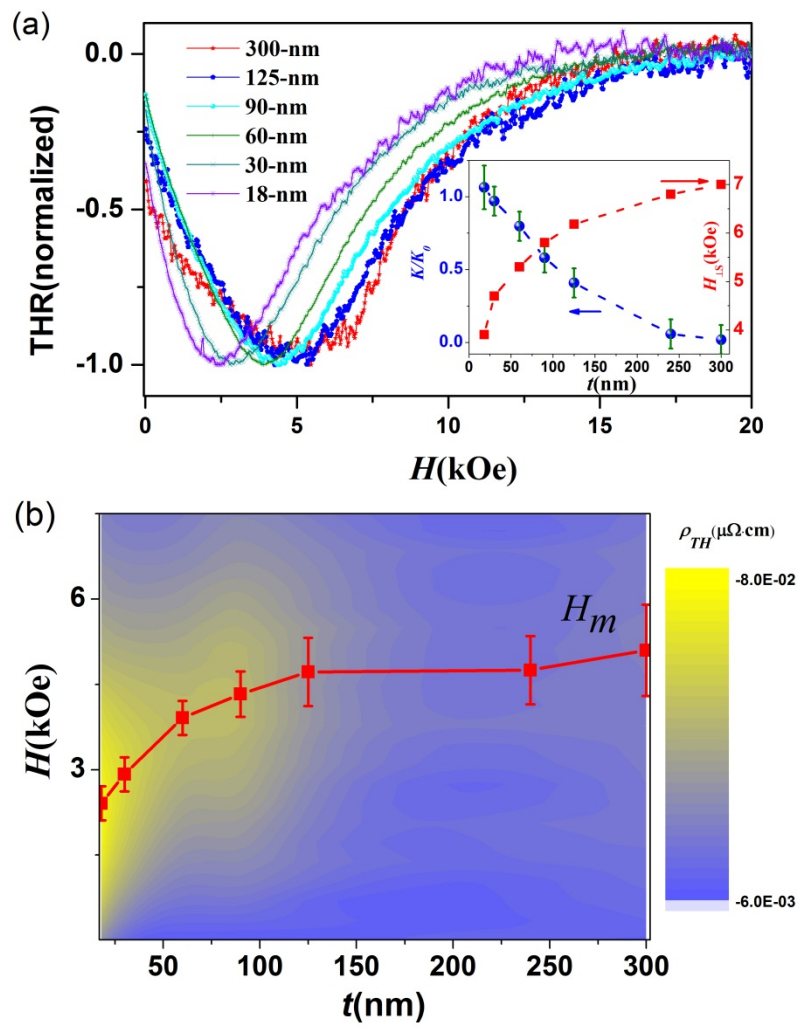 (a)
0.0
-0.5
-1.0
THR(normalized)
300-nm
125-nm
90-nm
60-nm
30-nm
18-nm
1.0
0.5
0.0
K/K₀
7
6
5
4
H⊥S(kOe)
0 50 100 150 200 250 300
t(nm)
0 5 10 15 20
H(kOe)
(b)
ρTH(μΩ·cm)
-8.0E-02
-6.0E-03
6
3
H(kOe)
Hm
50 100 150 200 250 300
t(nm)